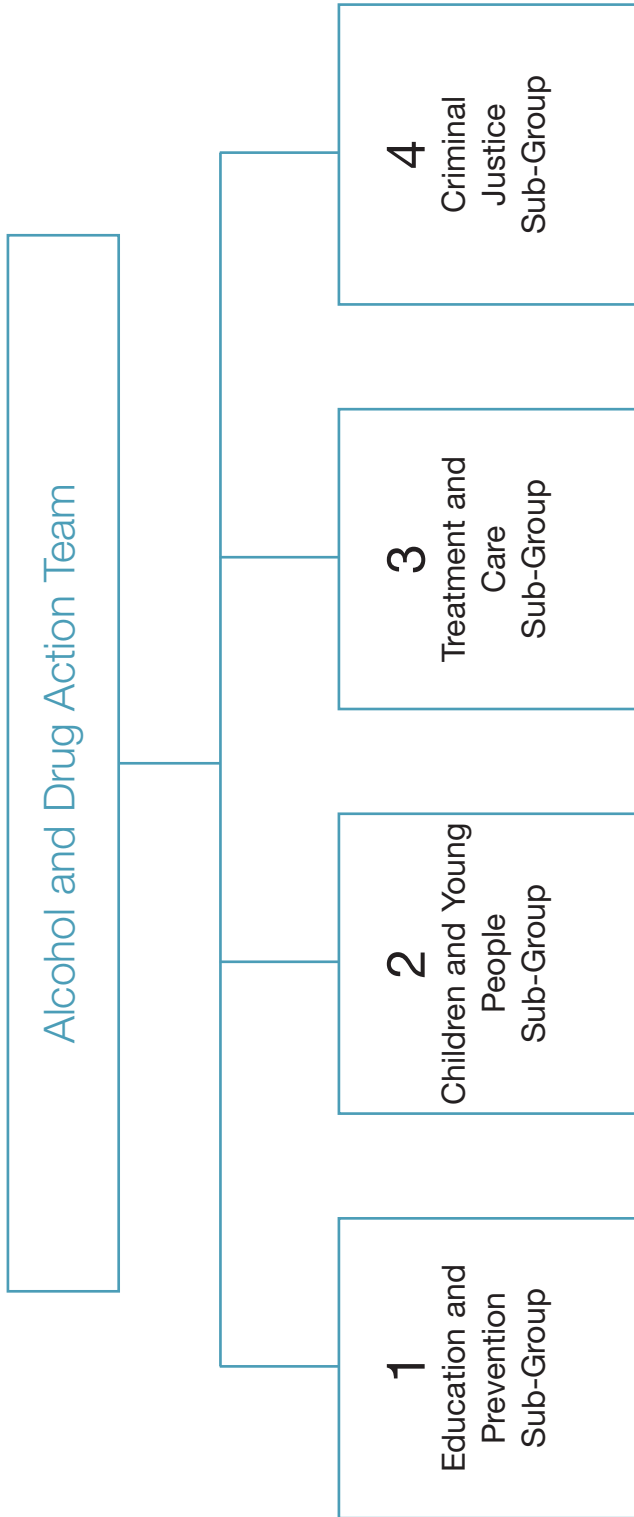 Alcohol and Drug Action Team
1
Education and
Prevention
Sub-Group
2
Children and Young
People
Sub-Group
3
Treatment and
Care
Sub-Group
4
Criminal
Justice
Sub-Group